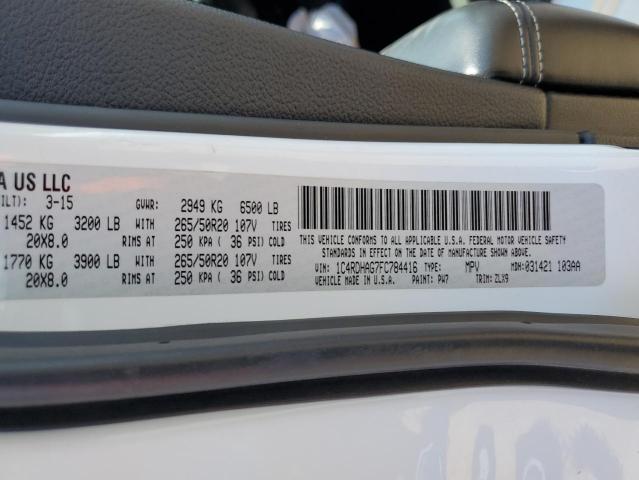 A US LLC
ILT): 3-15 GVWR: 2949 KG 6500 LB
1452 KG 3200 LB WITH 265/50R20 107V TIRES
20X8.0 RIMS AT 250 KPA ( 36 PSI) COLD
1770 KG 3900 LB WITH 265/50R20 107V TIRES
20X8.0 RIMS AT 250 KPA ( 36 PSI) COLD
THIS VEHICLE CONFORMS TO ALL APPLICABLE U.S.A. FEDERAL MOTOR VEHICLE SAFETY
STANDARDS IN EFFECT ON THE DATE OF MANUFACTURE SHOWN ABOVE.
VIN: 1C4RDHAG7FC784416 TYPE: MPV MDH:031421 103AA
MADE IN U.S.A. PAINT: PW7 TRIM: ZLX9